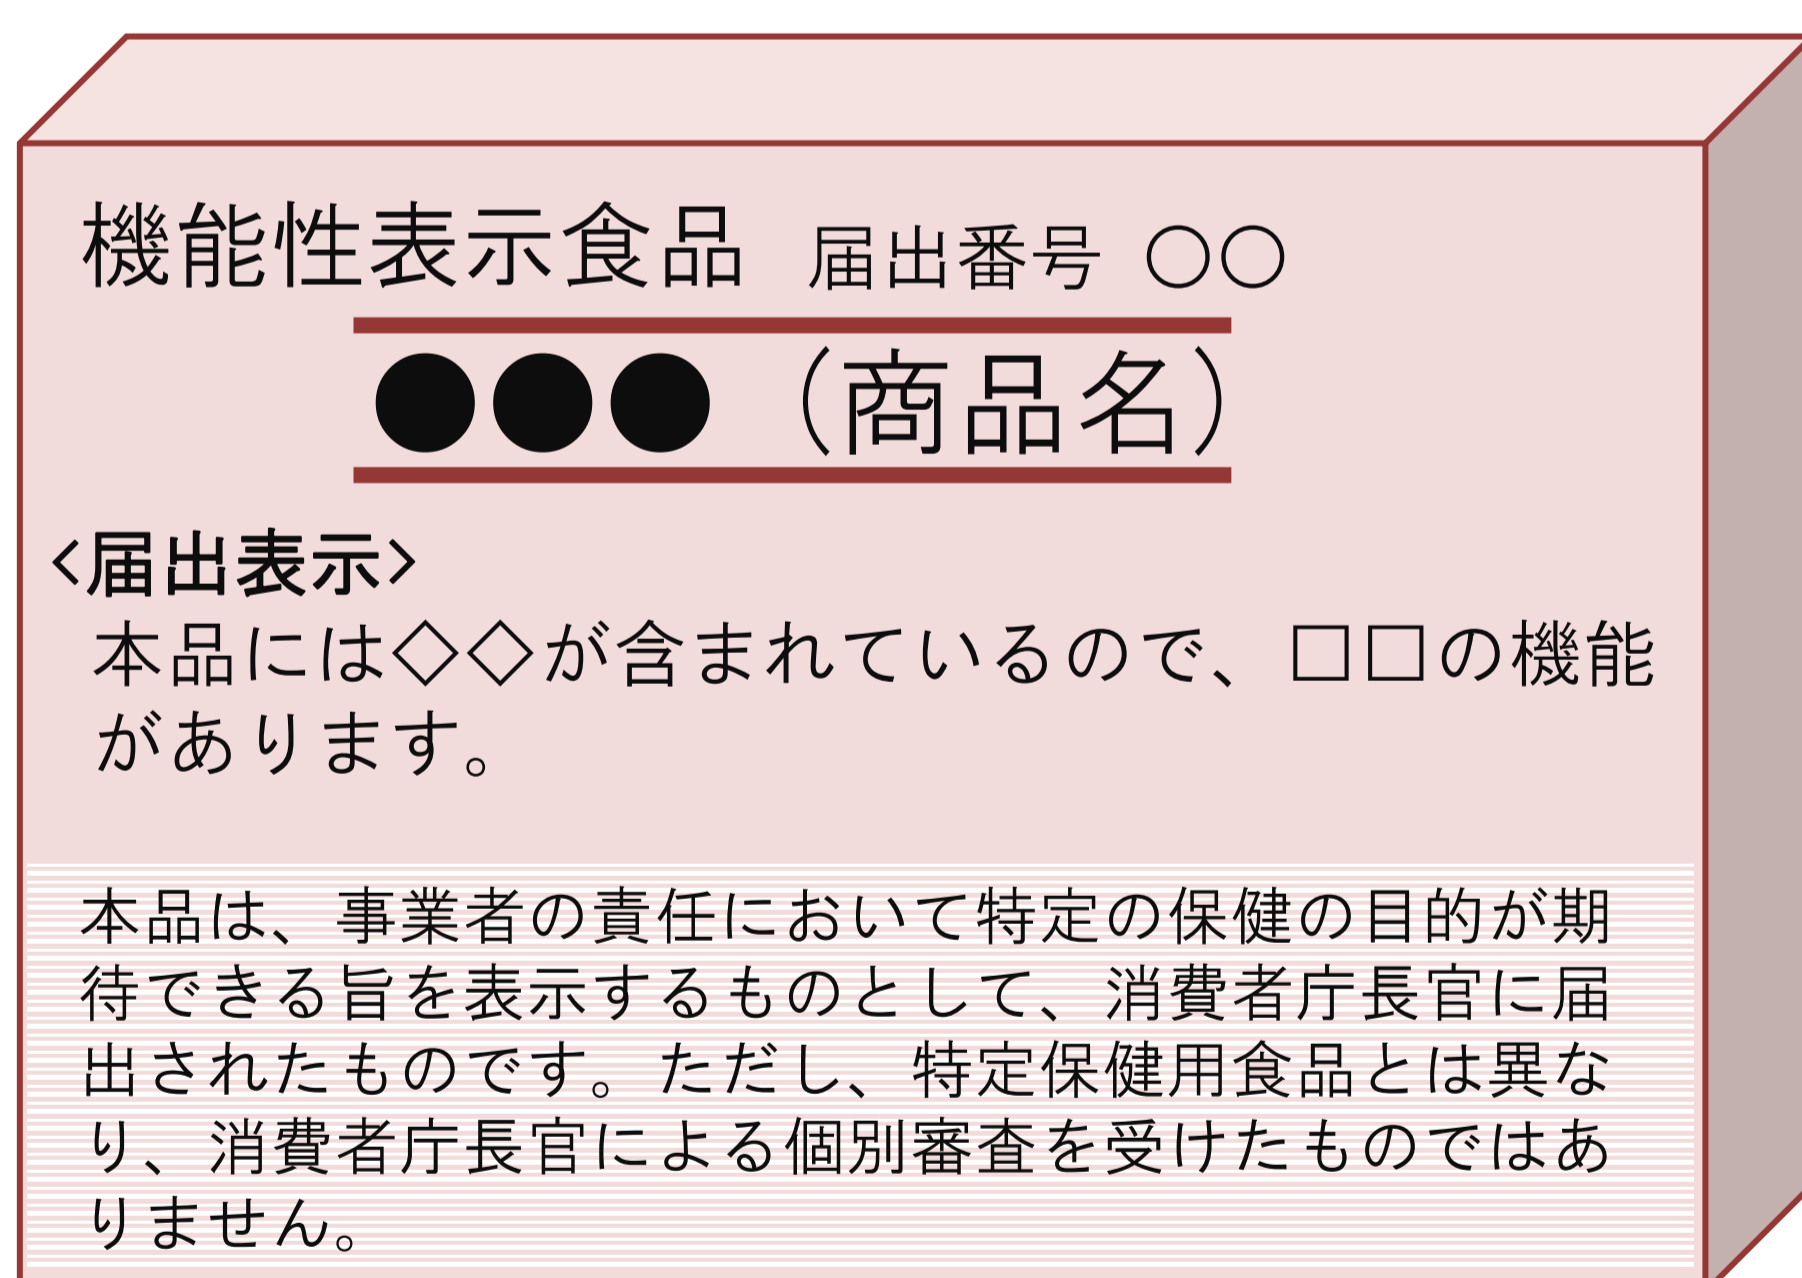 機能性表示食品 届出番号 ○○
●●●（商品名）
<届出表示>
本品には◇◇が含まれているので、□□の機能
があります。
本品は、事業者の責任において特定の保健の目的が期
待できる旨を表示するものとして、消費者庁長官に届
出されたものです。ただし、特定保健用食品とは異な
り、消費者庁長官による個別審査を受けたものではあ
りません。